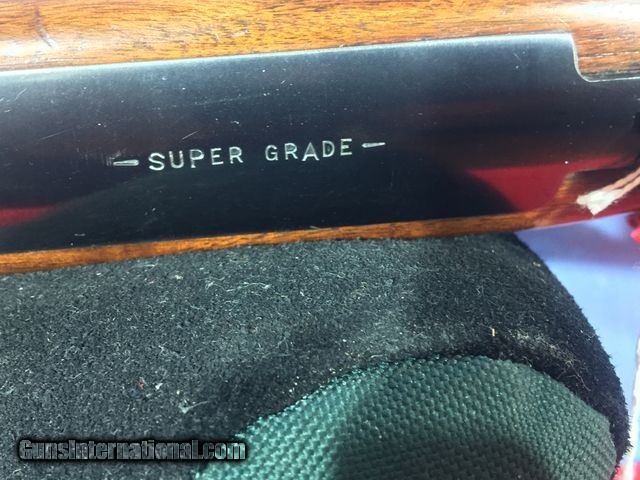 — SUPER GRADE —
GunsInternational.com